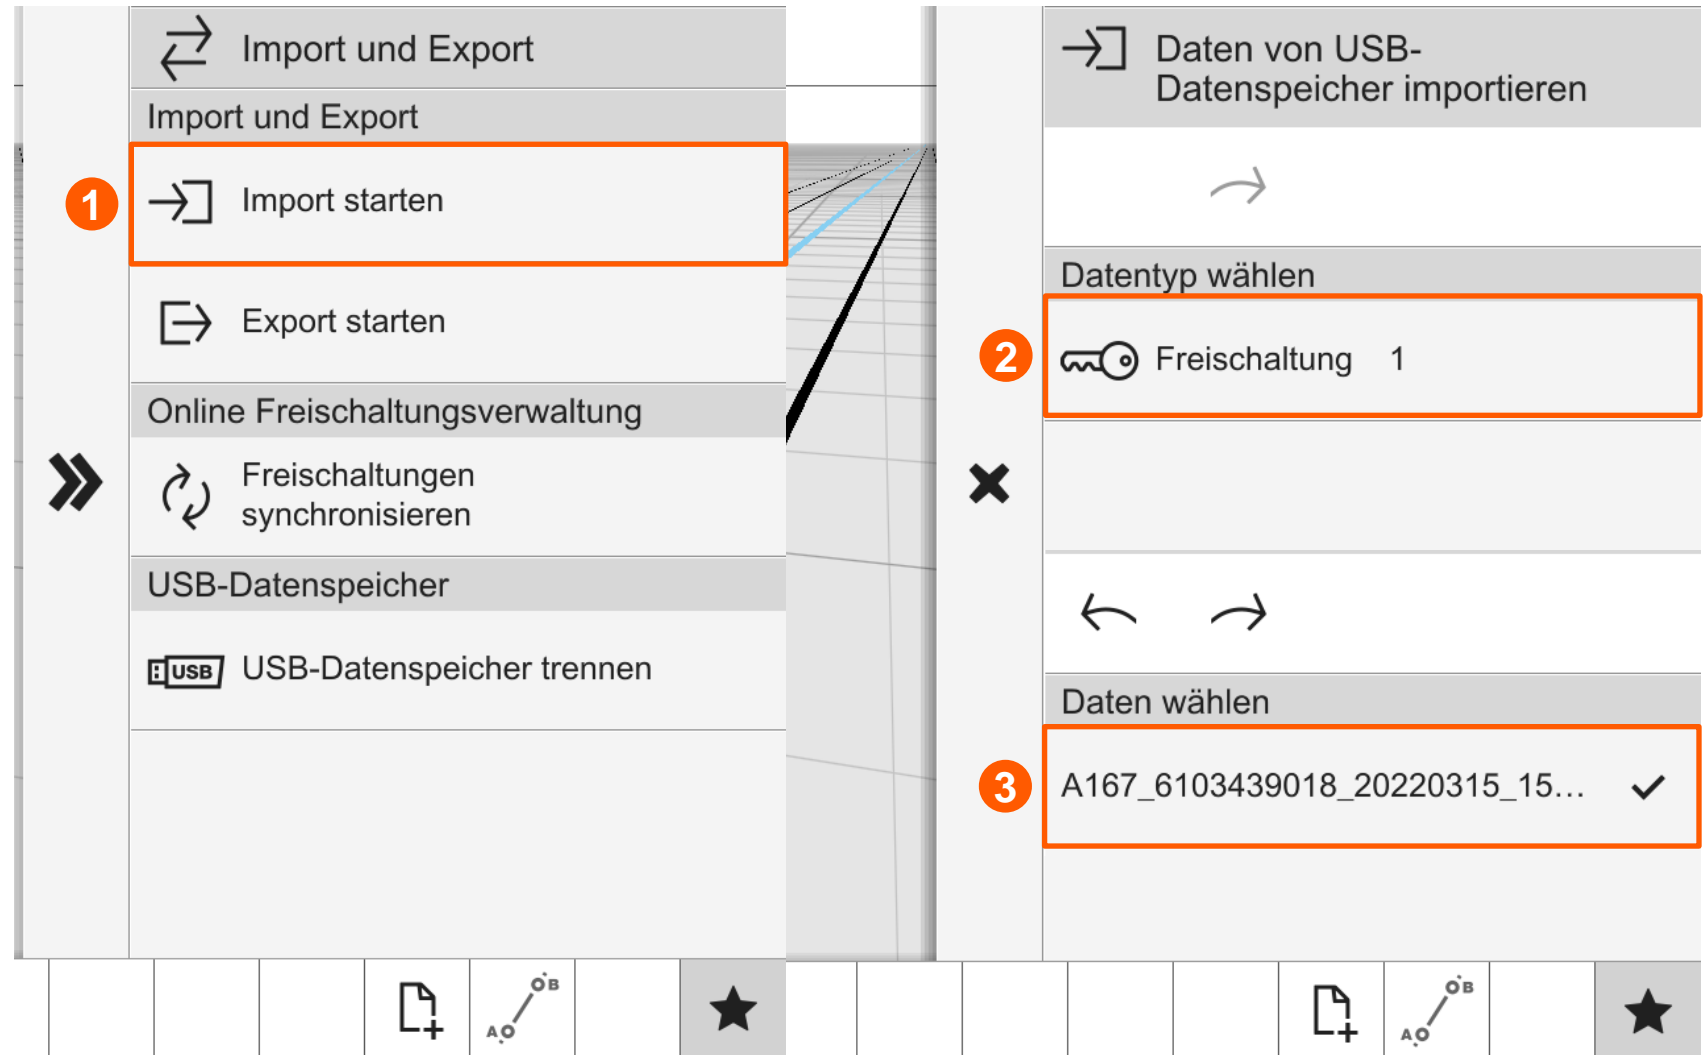 Import und Export
Import und Export
1
Import starten
Export starten
Online Freischaltungsverwaltung
Freischaltungen
synchronisieren
USB-Datenspeicher
USB
USB-Datenspeicher trennen
B
A
Daten von USB-
Datenspeicher importieren
Datentyp wählen
2
Freischaltung 1
Daten wählen
3
A167_6103439018_20220315_15...
B
A